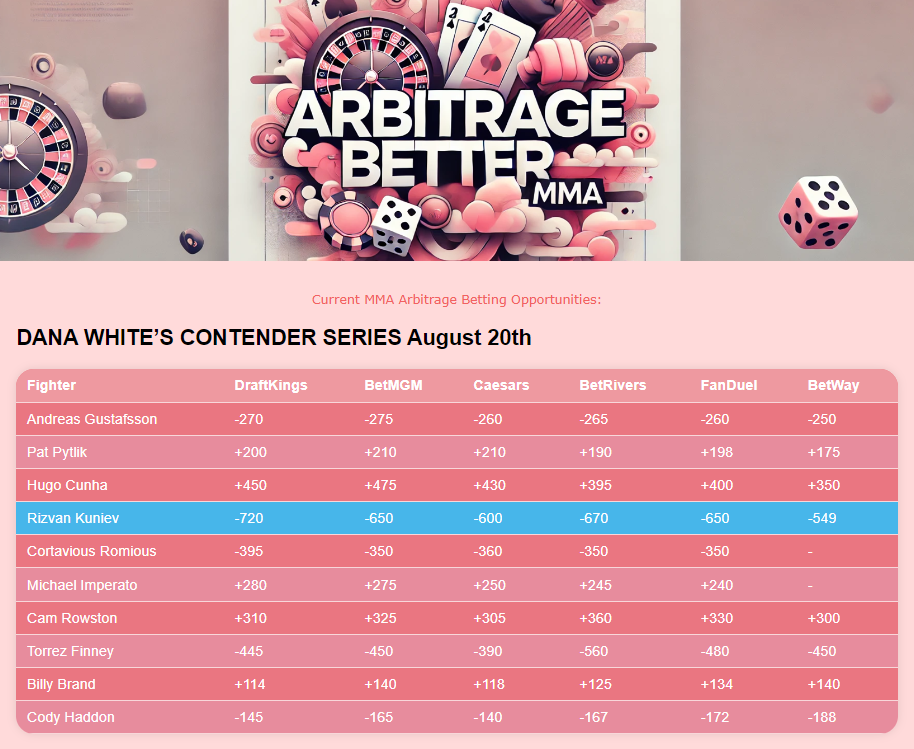 ARBITRAGE
BETTER
MMA
Current MMA Arbitrage Betting Opportunities:
DANA WHITE’S CONTENDER SERIES August 20th
Fighter DraftKings BetMGM Caesars BetRivers FanDuel BetWay
Andreas Gustafsson -270 -275 -260 -265 -260 -250
Pat Pytlik +200 +210 +210 +190 +198 +175
Hugo Cunha +450 +475 +430 +395 +400 +350
Rizvan Kuniev -720 -650 -600 -670 -650 -549
Cortavious Romious -395 -350 -360 -350 -350 -
Michael Imperato +280 +275 +250 +245 +240 -
Cam Rowston +310 +325 +305 +360 +330 +300
Torrez Finney -445 -450 -390 -560 -480 -450
Billy Brand +114 +140 +118 +125 +134 +140
Cody Haddon -145 -165 -140 -167 -172 -188